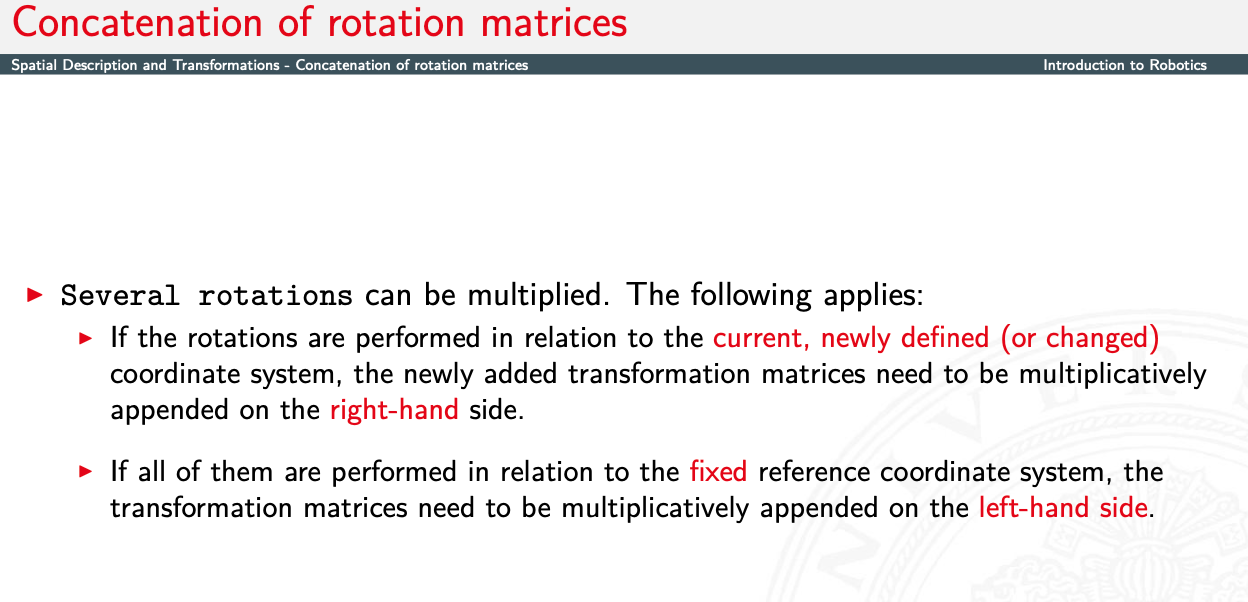 Concatenation of rotation matrices
Spatial Description and Transformations - Concatenation of rotation matrices
Introduction to Robotics
Several rotations can be multiplied. The following applies:
If the rotations are performed in relation to the current, newly defined (or changed)
coordinate system, the newly added transformation matrices need to be multiplicatively
appended on the right-hand side.
If all of them are performed in relation to the fixed reference coordinate system, the
transformation matrices need to be multiplicatively appended on the left-hand side.